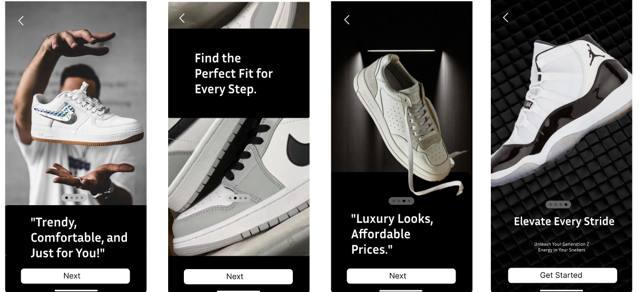 "Trendy,
Comfortable, and
Just for You!"
Next
Find the
Perfect Fit for
Every Step.
Next
"Luxury Looks,
Affordable
Prices."
Next
Elevate Every Stride
Unleash Your Generation Z
Energy in Your Sneakers
Get Started